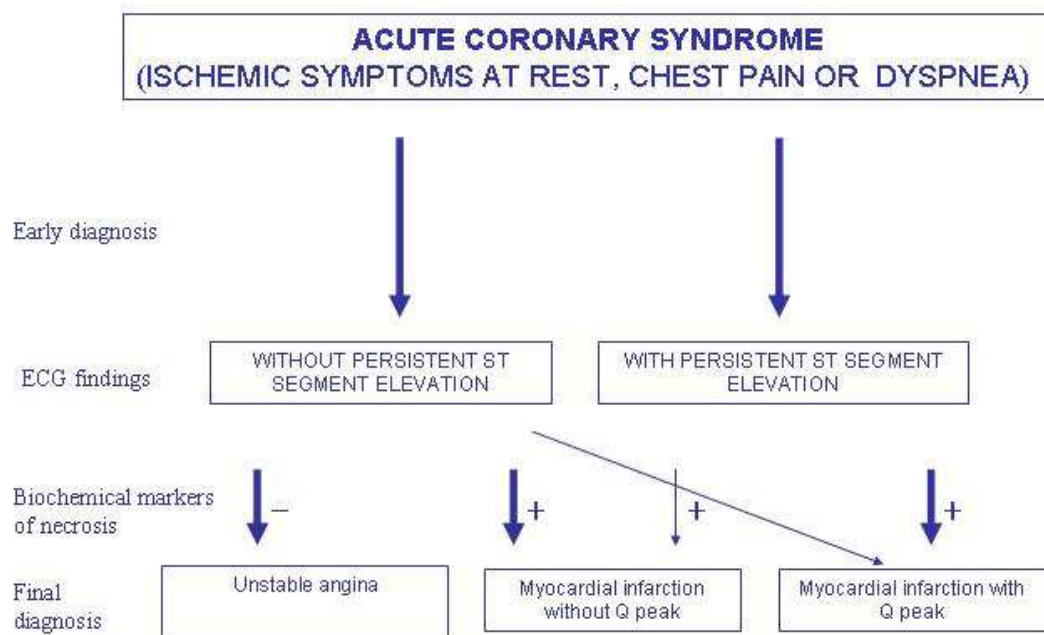 ACUTE CORONARY SYNDROME
(ISCHEMIC SYMPTOMS AT REST, CHEST PAIN OR DYSPNEA)
Early diagnosis
ECG findings
WITHOUT PERSISTENT ST
SEGMENT ELEVATION
WITH PERSISTENT ST SEGMENT
ELEVATION
Biochemical markers
of necrosis
–
+
+
+
Final
diagnosis
Unstable angina
Myocardial infarction
without Q peak
Myocardial infarction with
Q peak